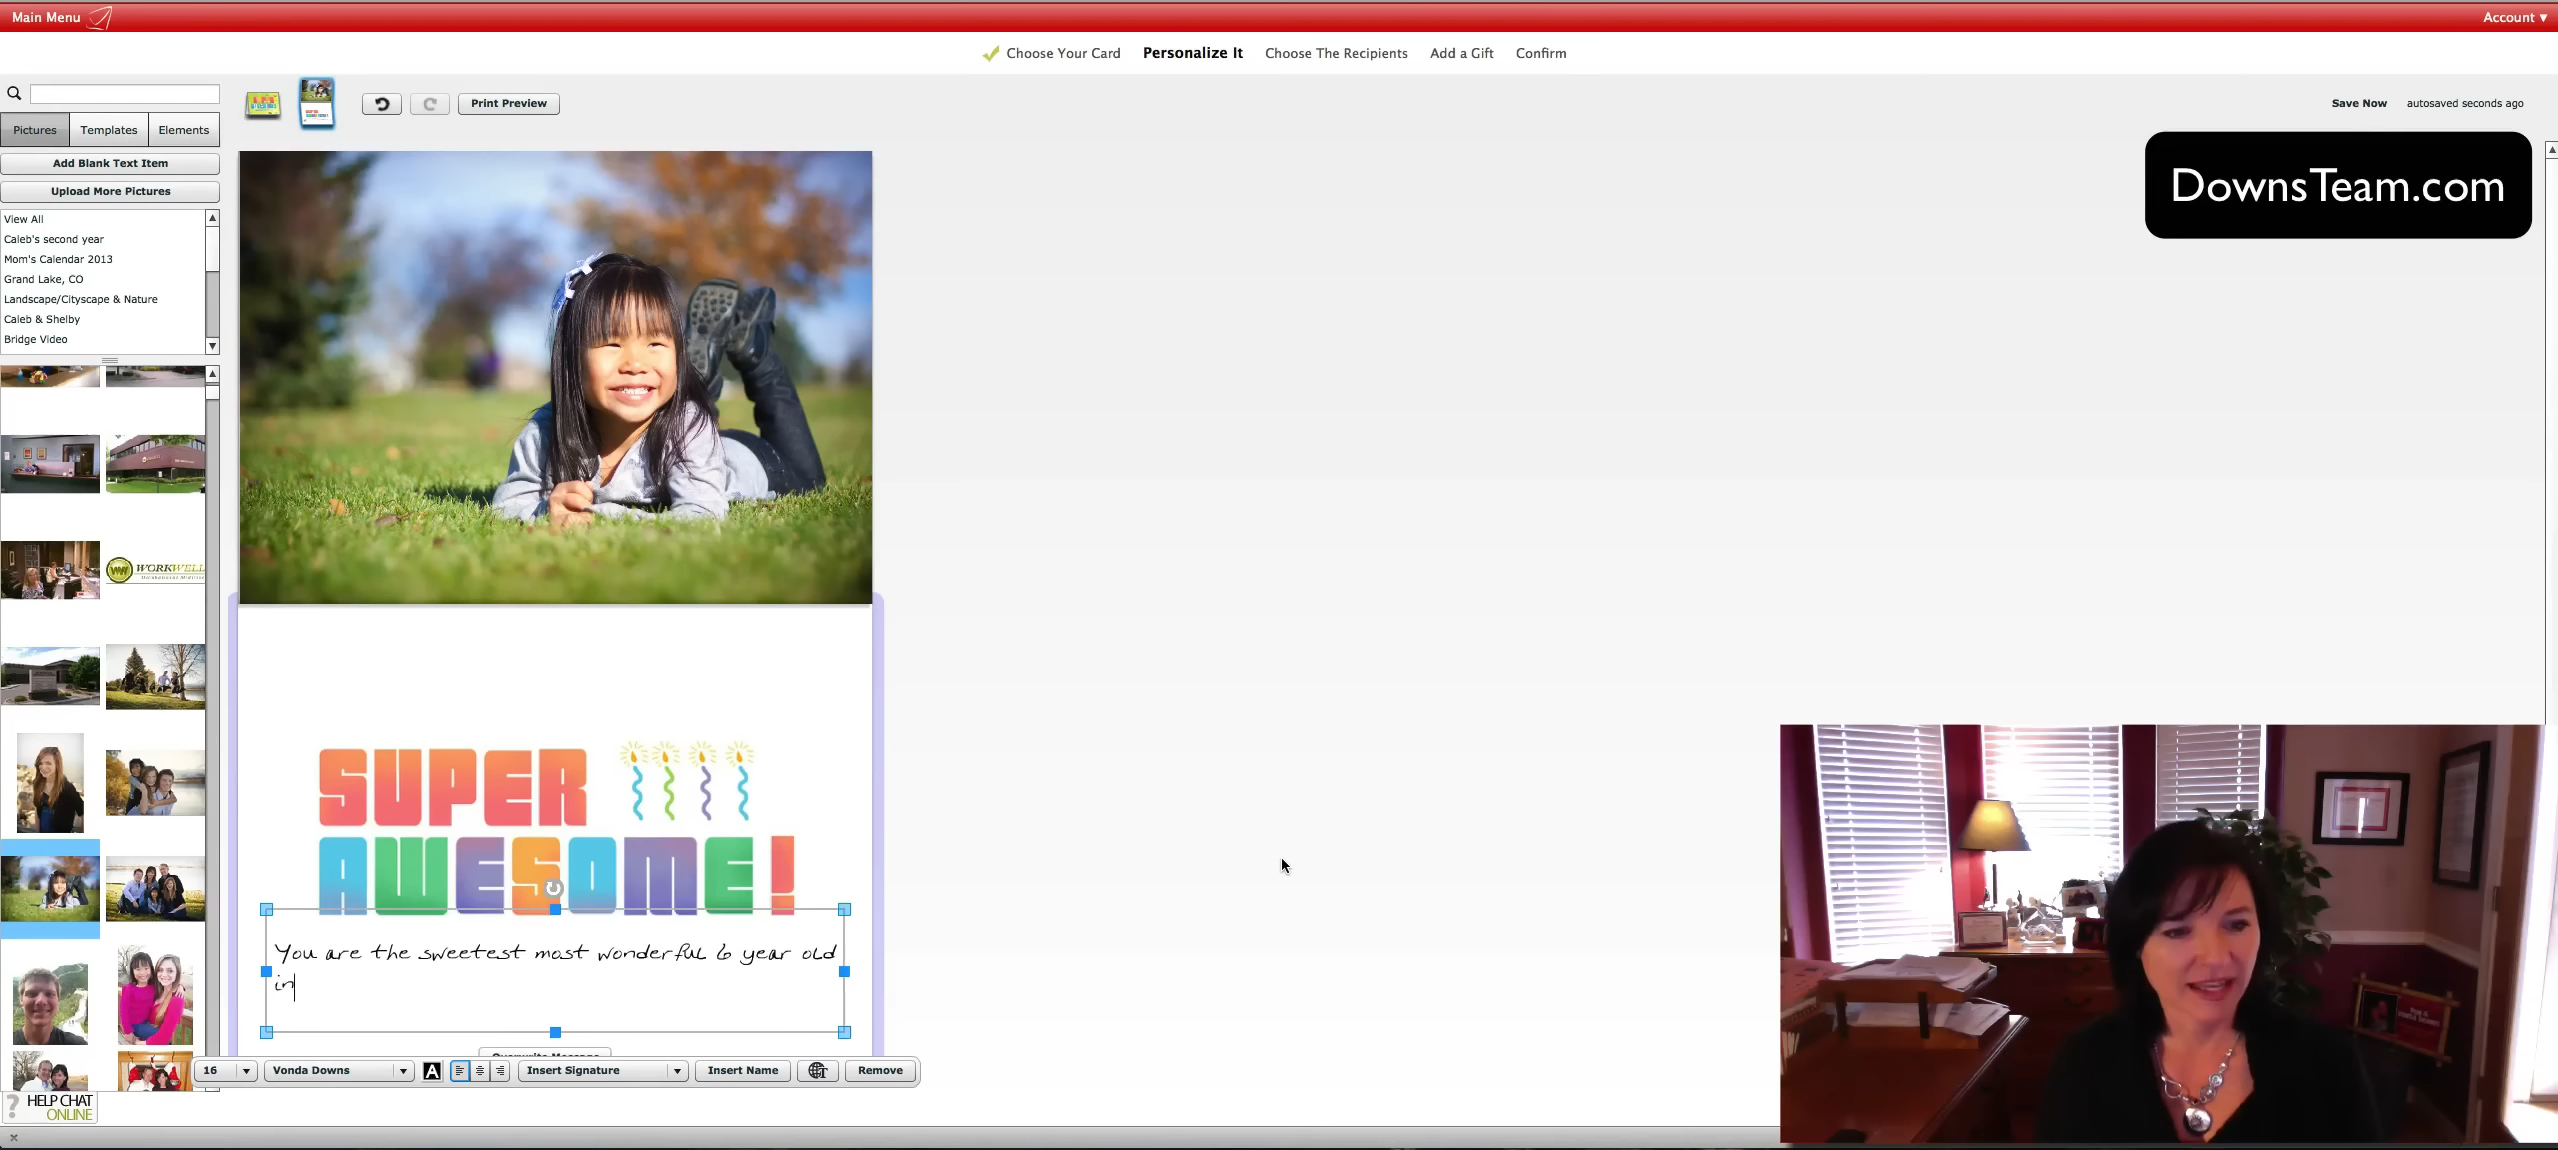 Main Menu
Account ▼
Choose Your Card
Personalize It
Choose The Recipients
Add a Gift
Confirm
Print Preview
Save Now
autosaved seconds ago
Pictures
Templates
Elements
Add Blank Text Item
Upload More Pictures
View All
Caleb's second year
Mom's Calendar 2013
Grand Lake, CO
Landscape/Cityscape & Nature
Caleb & Shelby
Bridge Video
DownsTeam.com
WORKWELL
SUPER
AWESOME!
You are the sweetest most wonderful 6 year old
in
Overwrite Message
16
Vonda Downs
A
Insert Signature
Insert Name
Remove
? HELP CHAT
ONLINE